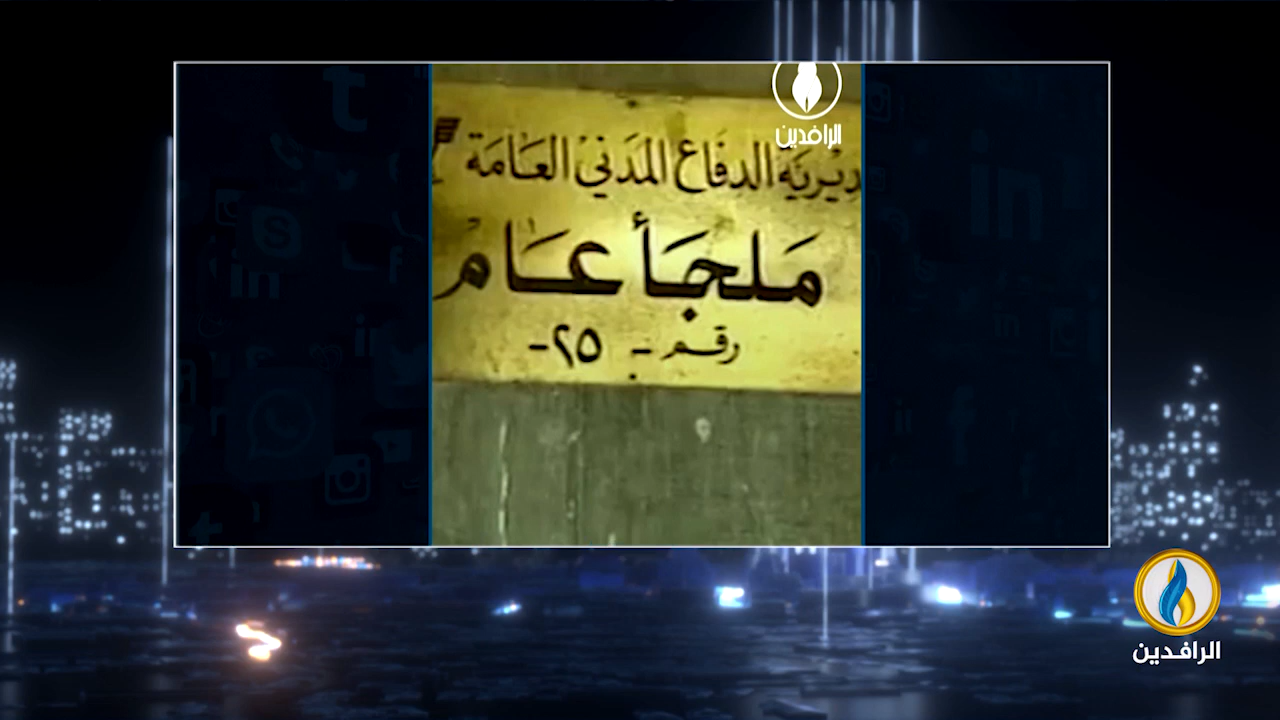 الرافدين
ديرية الدفاع المدني العامة
ملجأ عام
رقم - ٢٥ -
الرافدين